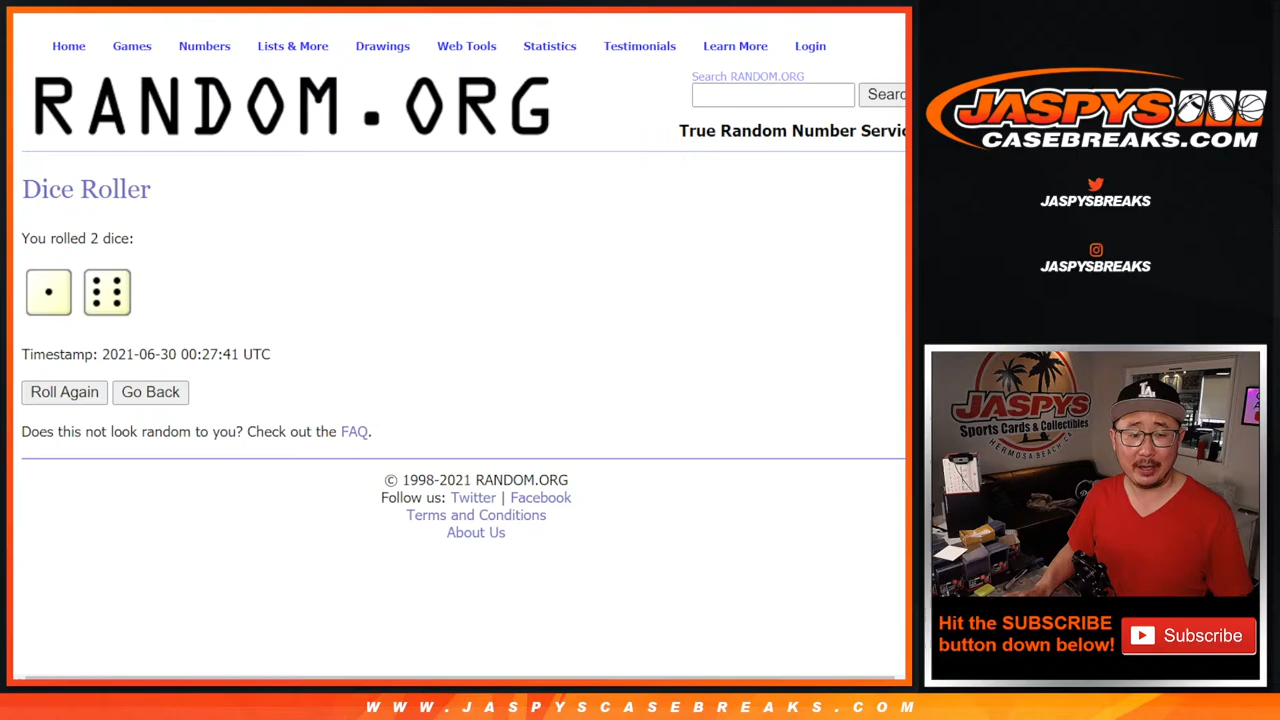 Home Games Numbers Lists & More Drawings Web Tools Statistics Testimonials Learn More Login
RANDOM.ORG
Search RANDOM.ORG
Searc
True Random Number Servic
Dice Roller
You rolled 2 dice:
Timestamp: 2021-06-30 00:27:41 UTC
Roll Again Go Back
Does this not look random to you? Check out the FAQ.
© 1998-2021 RANDOM.ORG
Follow us: Twitter | Facebook
Terms and Conditions
About Us
JASPYS
CASEBREAKS.COM
JASPYSBREAKS
JASPYSBREAKS
JASPYS
Sports Cards & Collectibles
HERMOSA BEACH CA
LA
Hit the SUBSCRIBE
button down below!
Subscribe
WWW.JASPYSCASEBREAKS.COM